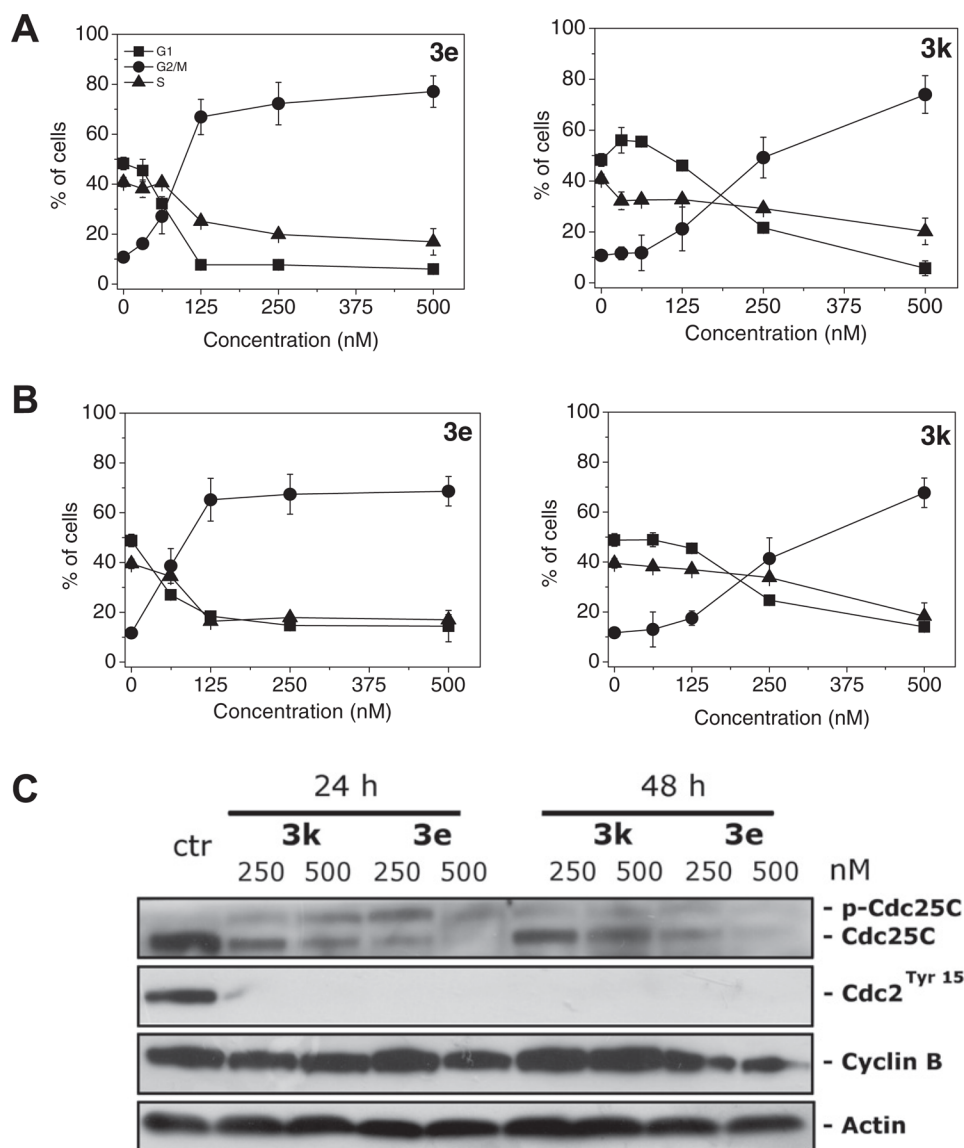 A
3e
G1
G2/M
S
100
80
60
40
20
0
% of cells
0 125 250 375 500
Concentration (nM)
3k
100
80
60
40
20
0
% of cells
0 125 250 375 500
Concentration (nM)
B
3e
100
80
60
40
20
0
% of cells
0 125 250 375 500
Concentration (nM)
3k
100
80
60
40
20
0
% of cells
0 125 250 375 500
Concentration (nM)
C
24 h 48 h
ctr 3k 3e 3k 3e
250 500 250 500 250 500 250 500 nM
- p-Cdc25C
- Cdc25C
- Cdc2 Tyr 15
- Cyclin B
- Actin